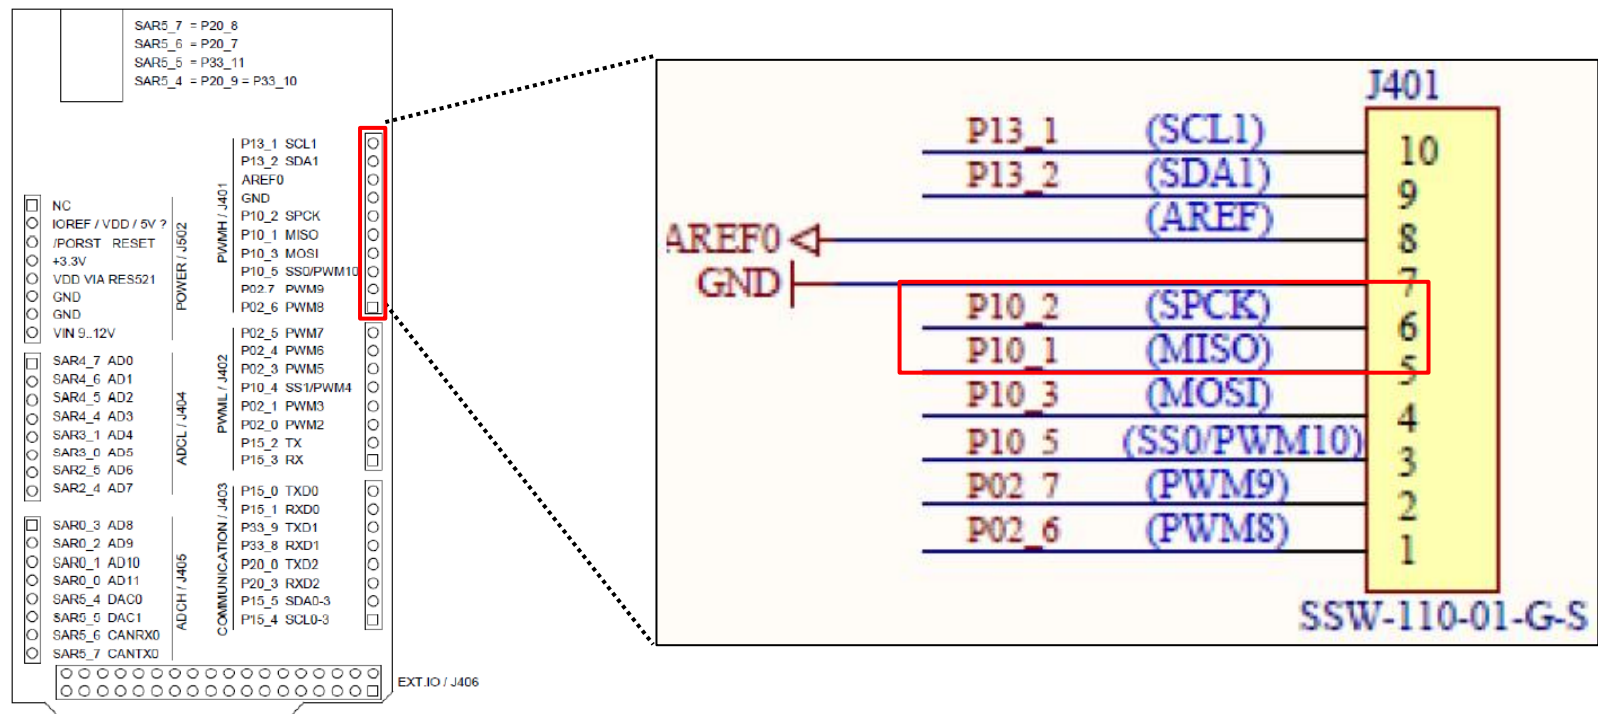 SAR5_7 = P20_8
SAR5_6 = P20_7
SAR5_5 = P33_11
SAR5_4 = P20_9 = P33_10
P13_1 SCL1
P13_2 SDA1
AREF0
GND
P10_2 SPCK
P10_1 MISO
P10_3 MOSI
P10_5 SS0/PWM10
P02.7 PWM9
P02_6 PWM8
PWMH / J401
NC
IOREF / VDD / 5V ?
/PORST RESET
+3.3V
VDD VIA RES521
GND
GND
VIN 9..12V
POWER / J502
P02_5 PWM7
P02_4 PWM6
P02_3 PWM5
P10_4 SS1/PWM4
P02_1 PWM3
P02_0 PWM2
P15_2 TX
P15_3 RX
PWML / J402
SAR4_7 AD0
SAR4_6 AD1
SAR4_5 AD2
SAR4_4 AD3
SAR3_1 AD4
SAR3_0 AD5
SAR2_5 AD6
SAR2_4 AD7
ADCL / J404
P15_0 TXD0
P15_1 RXD0
P33_9 TXD1
P33_8 RXD1
P20_0 TXD2
P20_3 RXD2
P15_5 SDA0-3
P15_4 SCL0-3
COMMUNICATION / J403
SAR0_3 AD8
SAR0_2 AD9
SAR0_1 AD10
SAR0_0 AD11
SAR5_4 DAC0
SAR5_5 DAC1
SAR5_6 CANRX0
SAR5_7 CANTX0
ADCH / J405
EXT.IO / J406
J401
P13_1 (SCL1) 10
P13_2 (SDA1) 9
AREF0 (AREF) 8
GND 7
P10_2 (SPCK) 6
P10_1 (MISO) 5
P10_3 (MOSI) 4
P10_5 (SS0/PWM10) 3
P02_7 (PWM9) 2
P02_6 (PWM8) 1
SSW-110-01-G-S